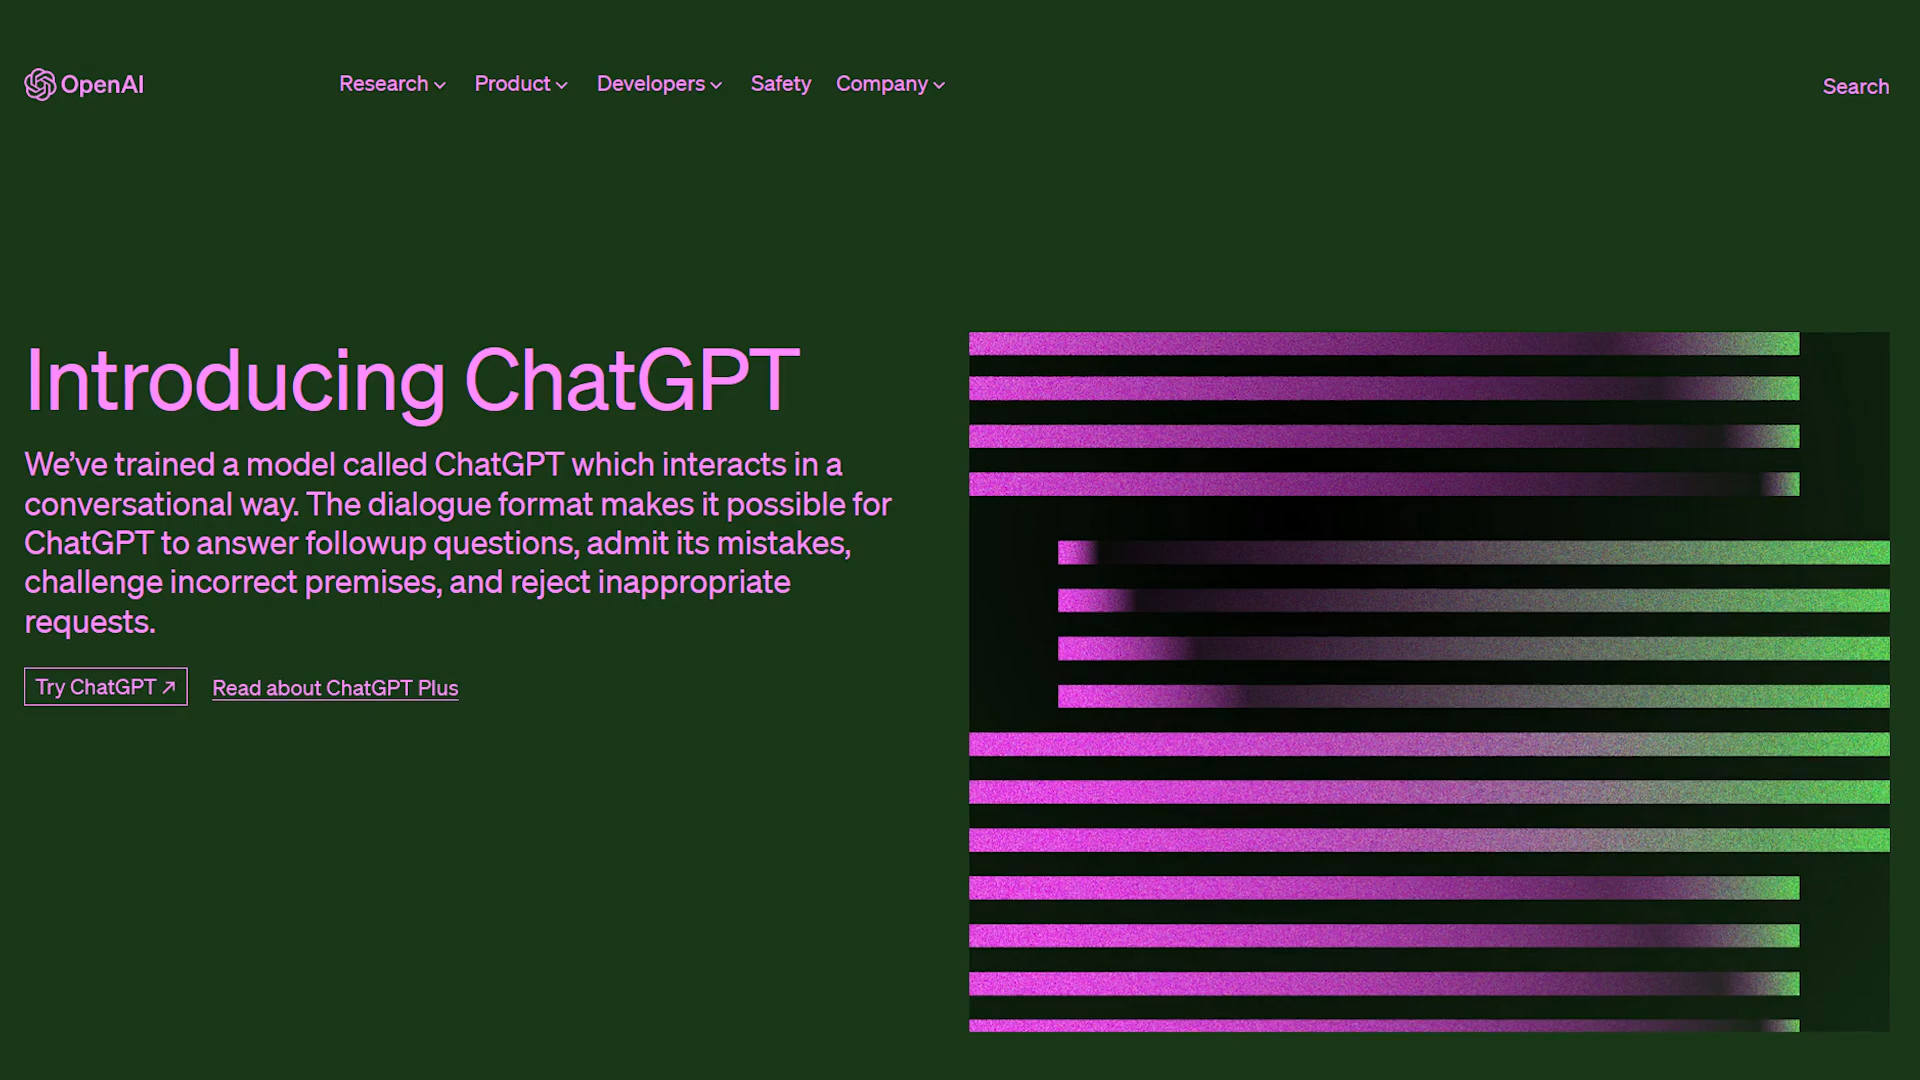 OpenAI
Research
Product
Developers
Safety
Company
Search
Introducing ChatGPT
We’ve trained a model called ChatGPT which interacts in a
conversational way. The dialogue format makes it possible for
ChatGPT to answer followup questions, admit its mistakes,
challenge incorrect premises, and reject inappropriate
requests.
Try ChatGPT ↗
Read about ChatGPT Plus